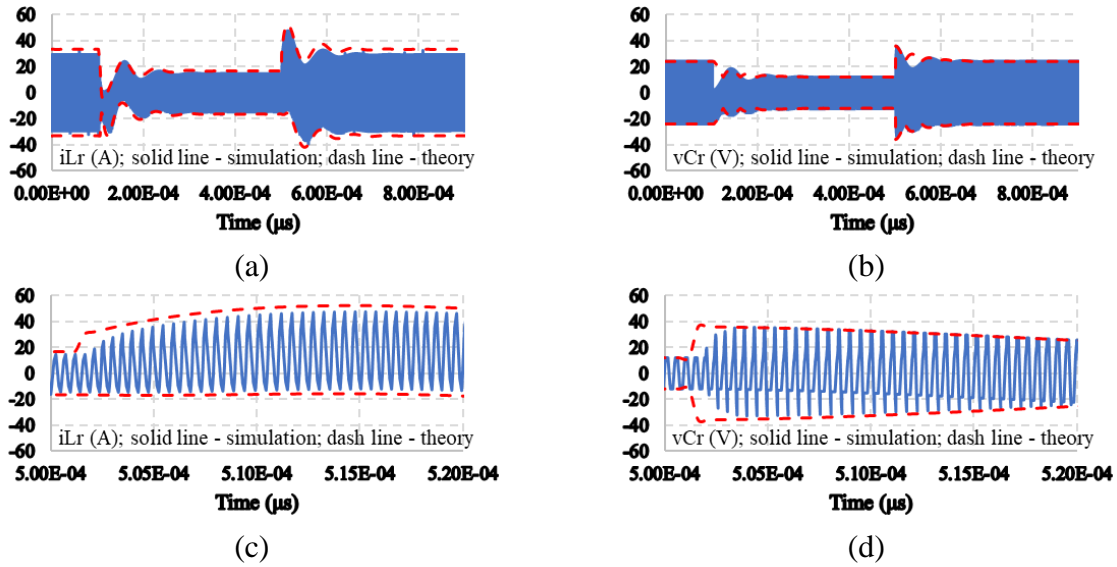 60
40
20
0
-20
-40
-60
iLr (A); solid line - simulation; dash line - theory
0.00E+00 2.00E-04 4.00E-04 6.00E-04 8.00E-04
Time (µs)
(a)
60
40
20
0
-20
-40
-60
vCr (V); solid line - simulation; dash line - theory
0.00E+00 2.00E-04 4.00E-04 6.00E-04 8.00E-04
Time (µs)
(b)
60
40
20
0
-20
-40
-60
iLr (A); solid line - simulation; dash line - theory
5.00E-04 5.05E-04 5.10E-04 5.15E-04 5.20E-04
Time (µs)
(c)
60
40
20
0
-20
-40
-60
vCr (V); solid line - simulation; dash line - theory
5.00E-04 5.05E-04 5.10E-04 5.15E-04 5.20E-04
Time (µs)
(d)